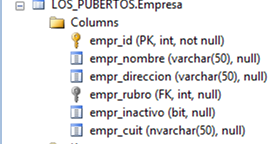 LOS_PUBERTOS.Empresa
Columns
empr_id (PK, int, not null)
empr_nombre (varchar(50), null)
empr_direccion (varchar(50), null)
empr_rubro (FK, int, null)
empr_inactivo (bit, null)
empr_cuit (nvarchar(50), null)